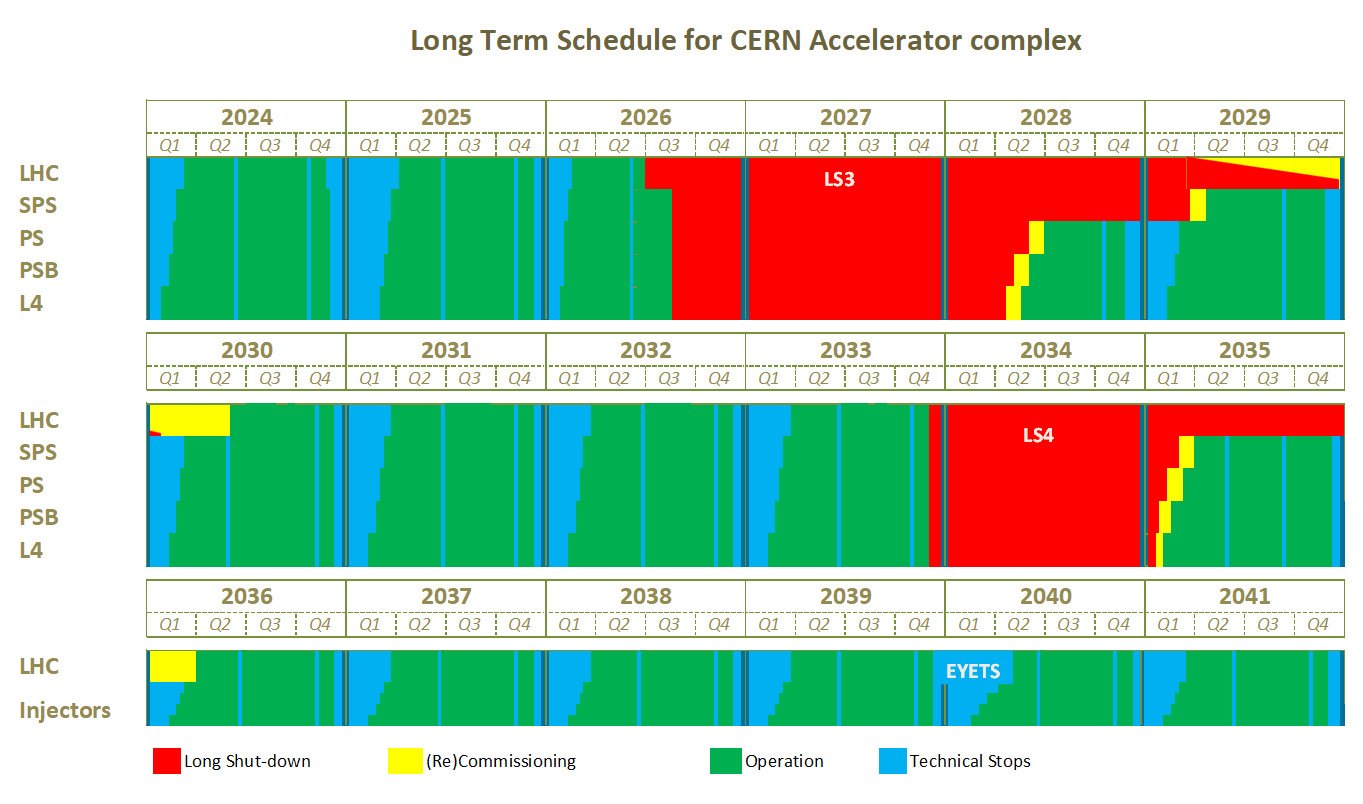 Long Term Schedule for CERN Accelerator complex
2024 2025 2026 2027 2028 2029
Q1 Q2 Q3 Q4 Q1 Q2 Q3 Q4 Q1 Q2 Q3 Q4 Q1 Q2 Q3 Q4 Q1 Q2 Q3 Q4 Q1 Q2 Q3 Q4
LHC LS3
SPS
PS
PSB
L4
2030 2031 2032 2033 2034 2035
Q1 Q2 Q3 Q4 Q1 Q2 Q3 Q4 Q1 Q2 Q3 Q4 Q1 Q2 Q3 Q4 Q1 Q2 Q3 Q4 Q1 Q2 Q3 Q4
LHC LS4
SPS
PS
PSB
L4
2036 2037 2038 2039 2040 2041
Q1 Q2 Q3 Q4 Q1 Q2 Q3 Q4 Q1 Q2 Q3 Q4 Q1 Q2 Q3 Q4 Q1 Q2 Q3 Q4 Q1 Q2 Q3 Q4
LHC EYETS
Injectors
Long Shut-down (Re)Commissioning Operation Technical Stops